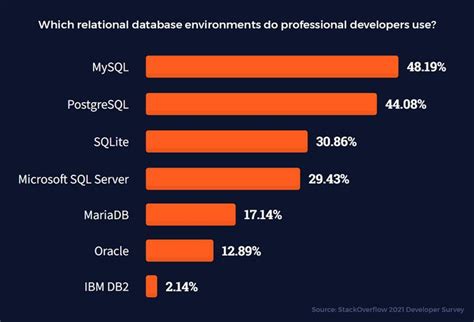 Which relational database environments do professional developers use?
MySQL 48.19%
PostgreSQL 44.08%
SQLite 30.86%
Microsoft SQL Server 29.43%
MariaDB 17.14%
Oracle 12.89%
IBM DB2 2.14%
Source: StackOverflow 2021 Developer Survey